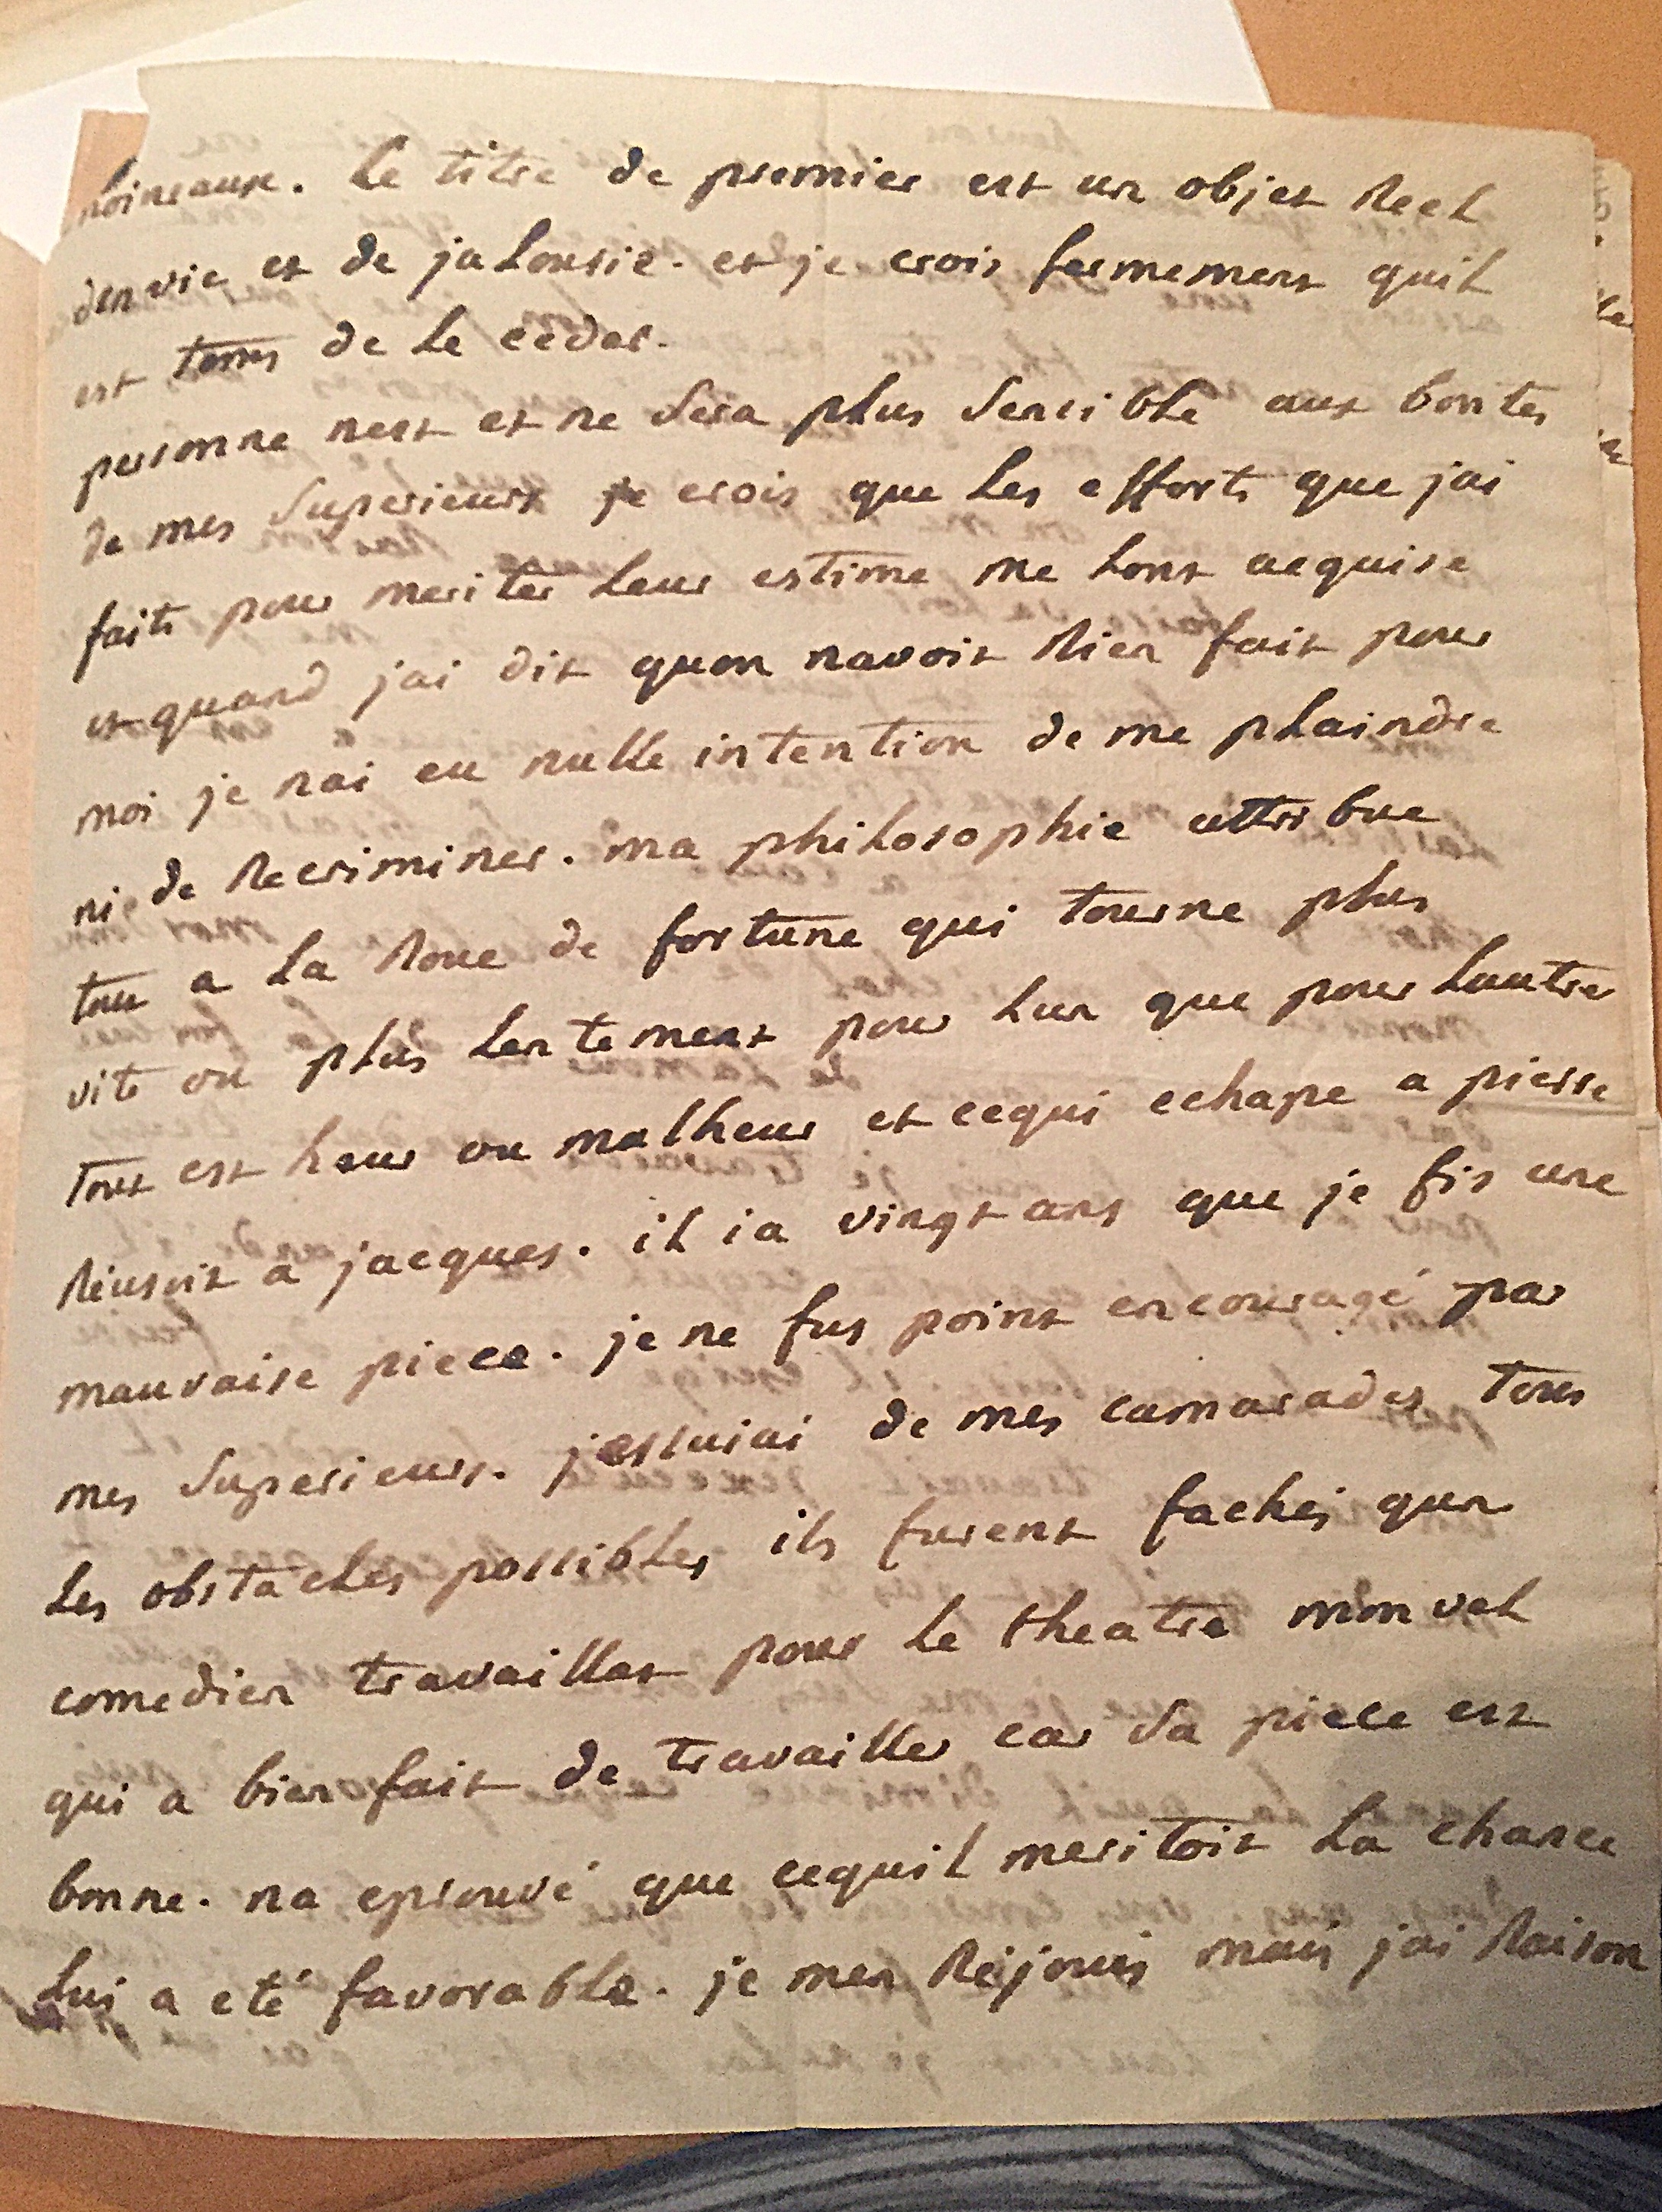 Le titre de premier est un objet Reel
denvie et de jalousie. et je crois fermement quil
est tems de le ceder.
personne nest et ne sera plus sensible aux bontés
de mes superieurs je crois que les efforts que jai
faits pour meriter leur estime me lont acquise
et quand jai dit quon navoit Rien fait pour
moi je nai eu nulle intention de me plaindre
ni de Recriminer. ma philosophie attribue
tout a la Roue de fortune qui tourne plus
vite ou plus lentement pour lun que pour lautre
tout est heur ou malheur et cequi echape a pierre
Réussit a jacques. il ia vingt ans que je fis une
mauvaise piece. je ne fus point encouragé par
mes superieurs. jessuiai de mes camarades tous
les obstacles possibles ils furent fachés qun
comedien travaillat pour le theatre monvel
qui a bien fait de travailler car sa piece est
bonne. na eprouvé que cequil meritoit la chance
lui a eté favorable. je men Réjouis mais jai Raison